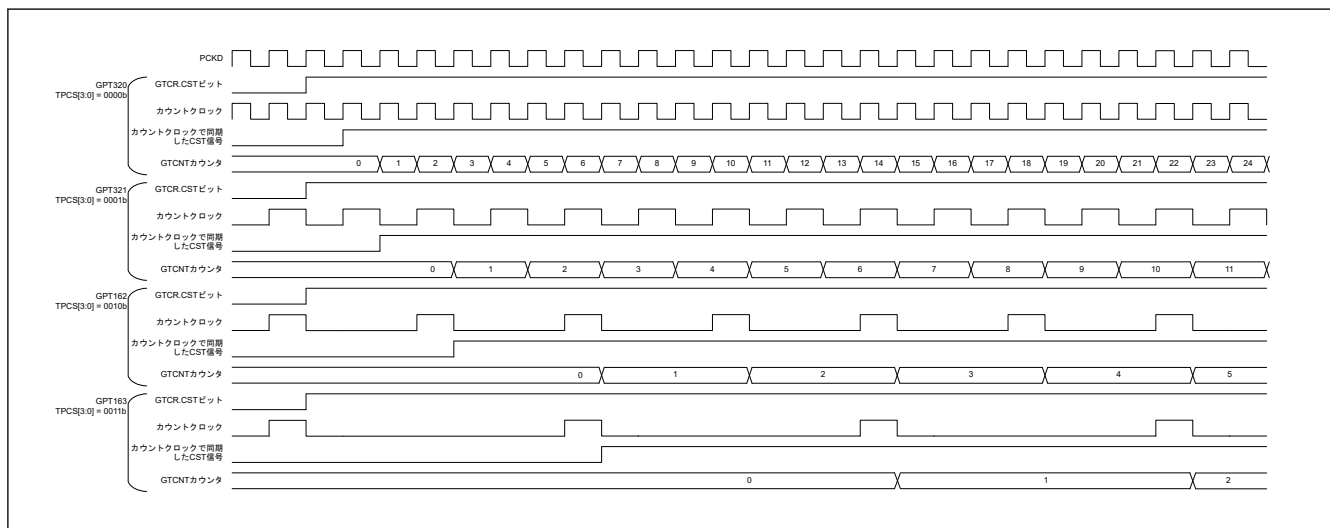 PCKD
GPT320
TPCS[3:0] = 0000b
GTCR.CSTビット
カウントクロック
カウントクロックで同期
したCST信号
GTCNTカウンタ
0 1 2 3 4 5 6 7 8 9 10 11 12 13 14 15 16 17 18 19 20 21 22 23 24
GPT321
TPCS[3:0] = 0001b
GTCR.CSTビット
カウントクロック
カウントクロックで同期
したCST信号
GTCNTカウンタ
0 1 2 3 4 5 6 7 8 9 10 11
GPT162
TPCS[3:0] = 0010b
GTCR.CSTビット
カウントクロック
カウントクロックで同期
したCST信号
GTCNTカウンタ
0 1 2 3 4 5
GPT163
TPCS[3:0] = 0011b
GTCR.CSTビット
カウントクロック
カウントクロックで同期
したCST信号
GTCNTカウンタ
0 1 2